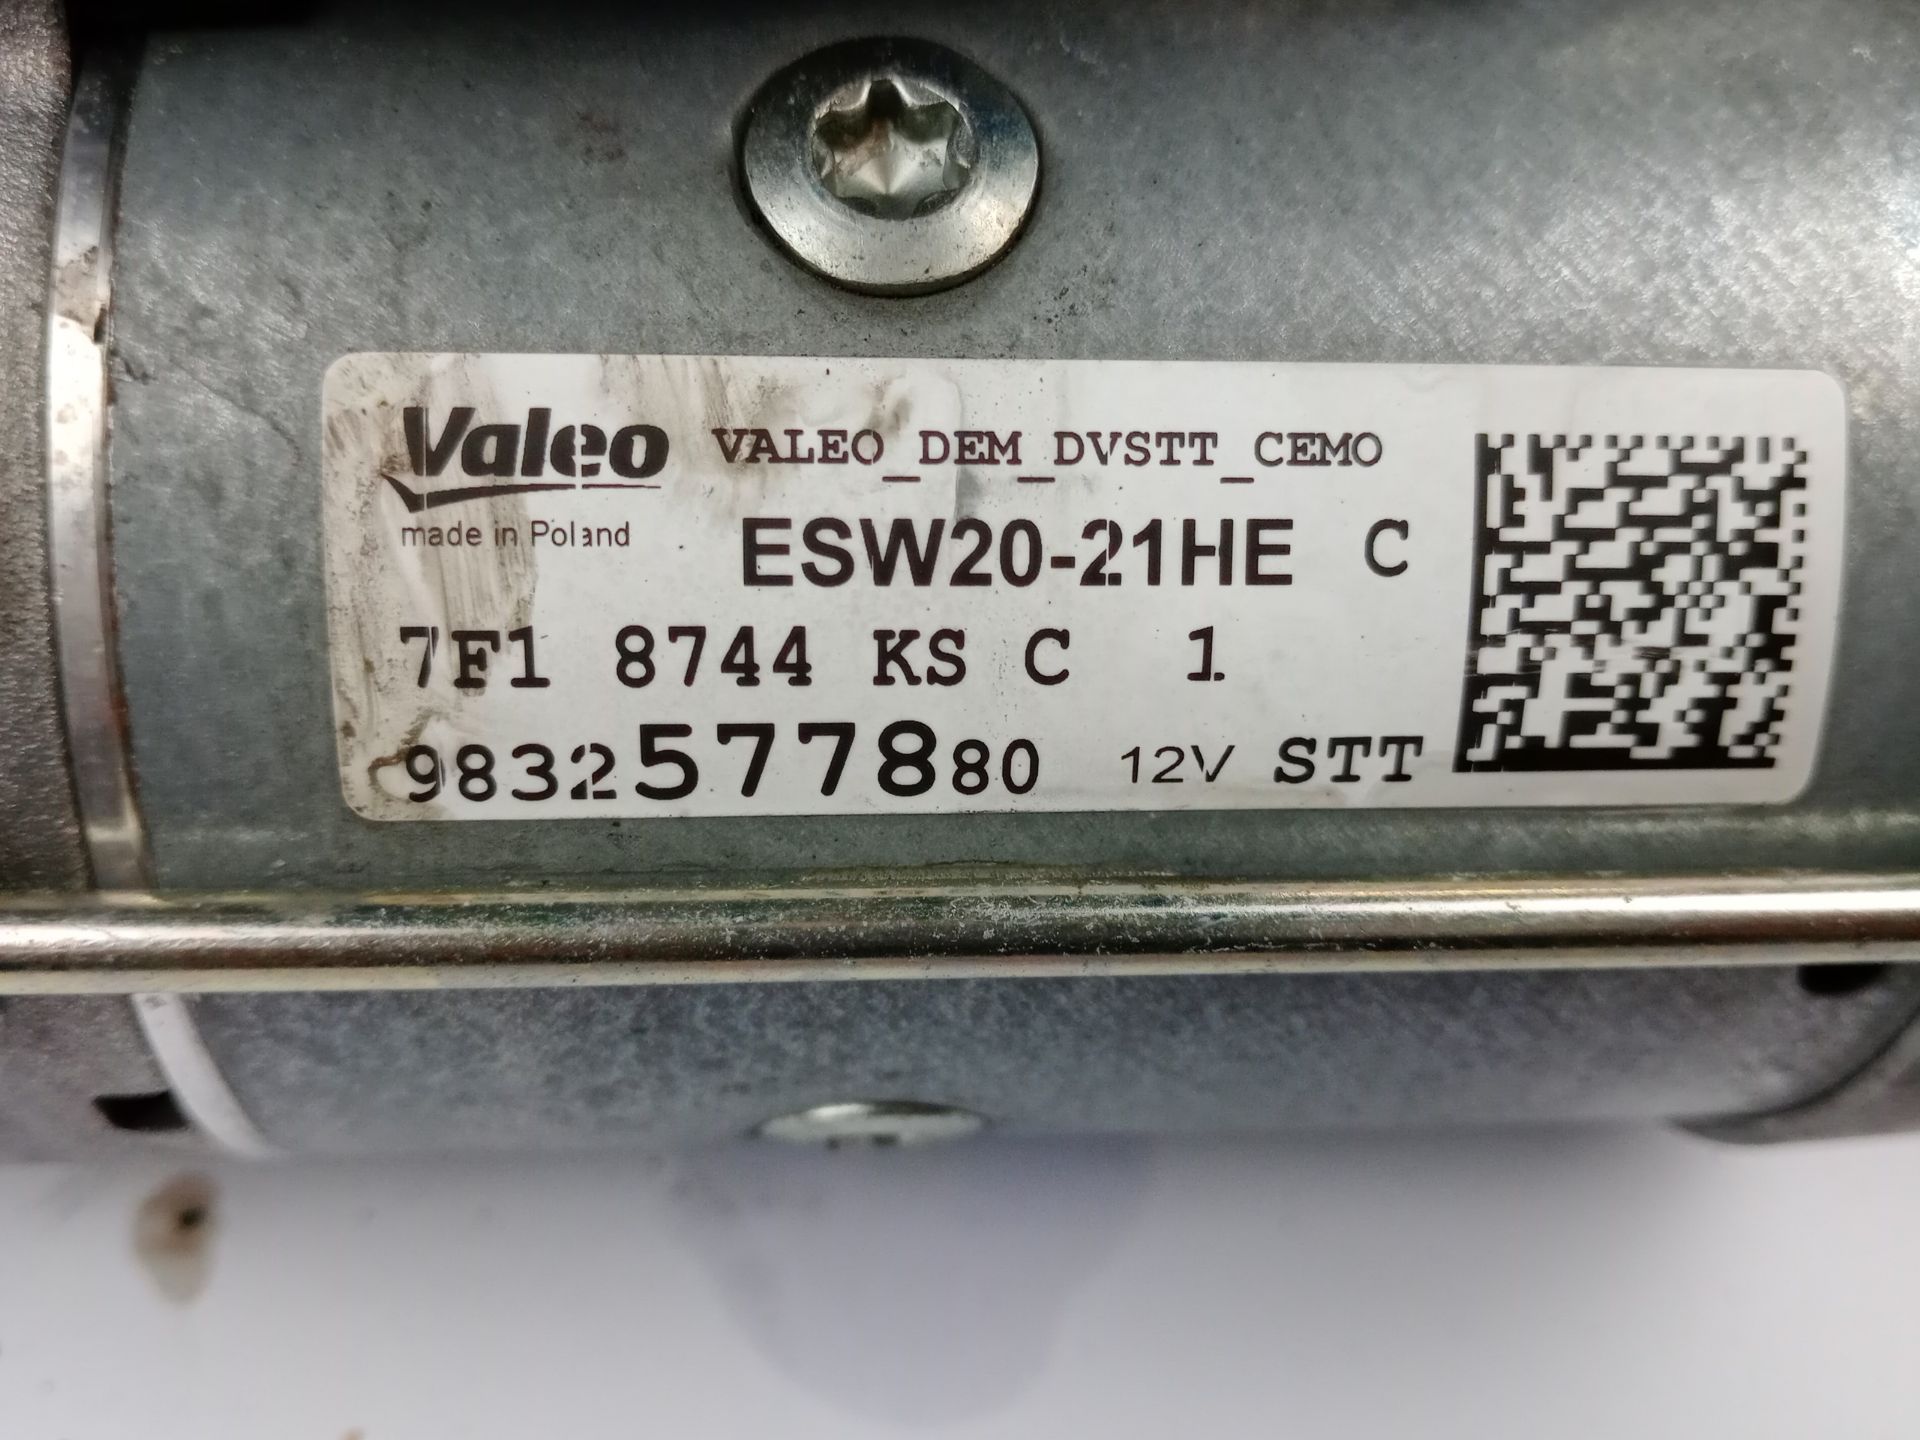 Valeo VALEO_DEM_DVSTT_CEMO
made in Poland ESW20-21HE C
7F1 8744 KS C 1
9832577880 12V STT